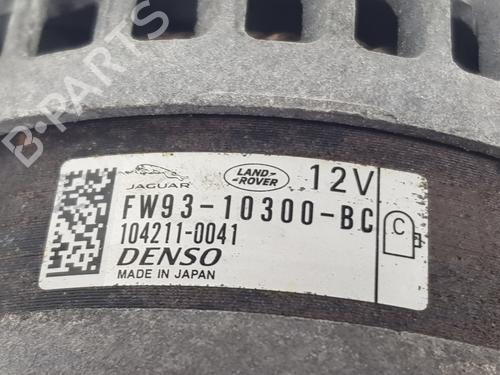 B-PARTS
JAGUAR
LAND-
ROVER
12V
FW93-10300-BC
C
104211-0041
DENSO
MADE IN JAPAN